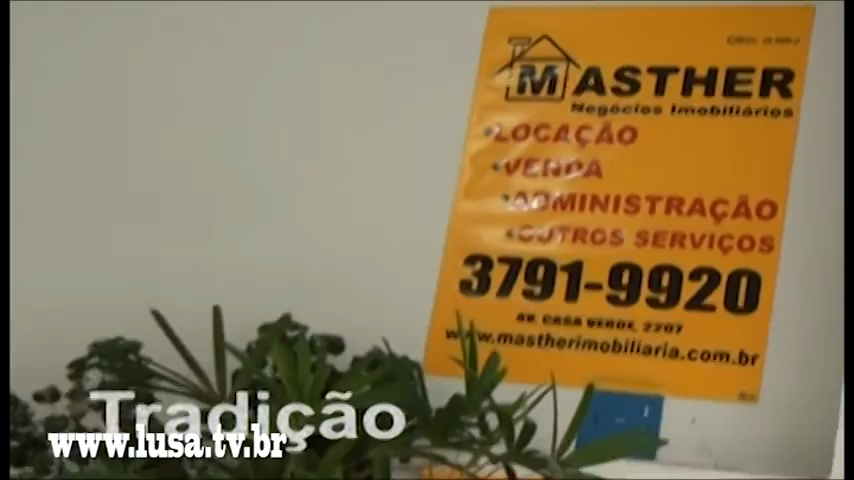 MASTHER
Negócios Imobiliários
•LOCAÇÃO
•VENDA
•ADMINISTRAÇÃO
•OUTROS SERVIÇOS
3791-9920
AV. CASA VERDE, 2207
www.mastherimobiliaria.com.br
Tradição
www.lusa.tv.br